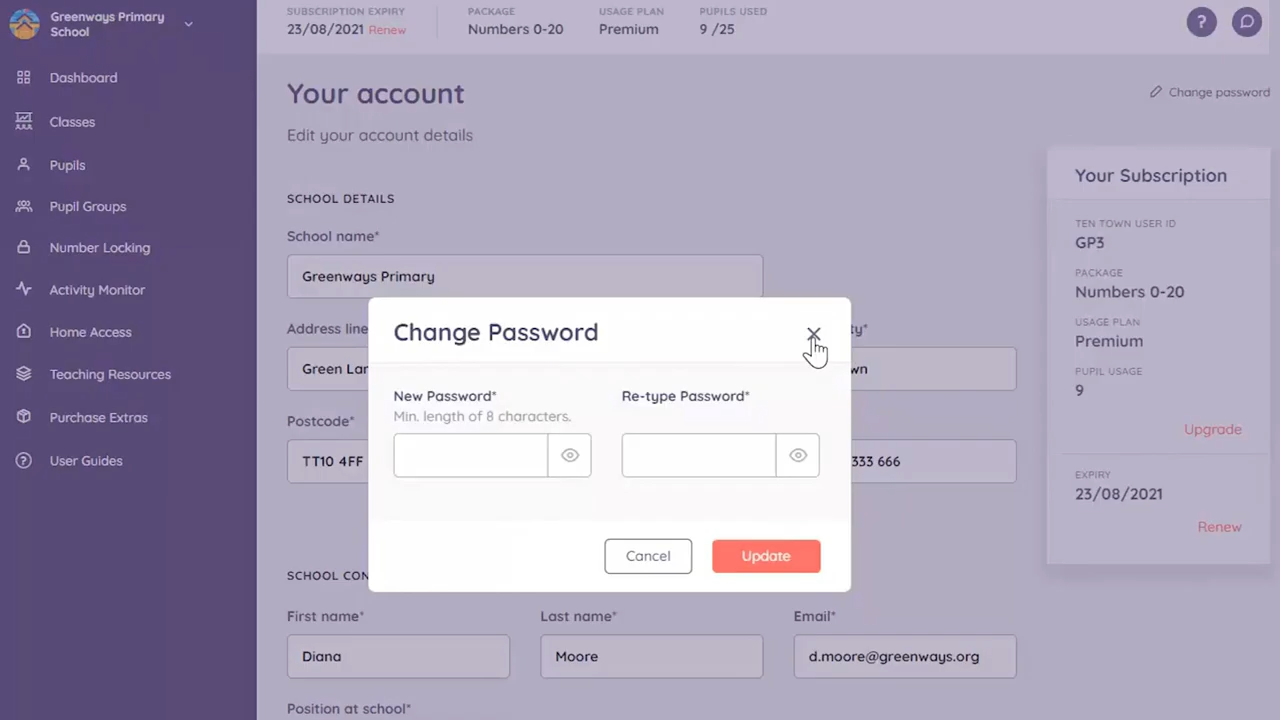 Greenways Primary
School
Dashboard
Classes
Pupils
Pupil Groups
Number Locking
Activity Monitor
Home Access
Teaching Resources
Purchase Extras
User Guides
SUBSCRIPTION EXPIRY
23/08/2021 Renew
PACKAGE
Numbers 0-20
USAGE PLAN
Premium
PUPILS USED
9 /25
?
Your account
Change password
Edit your account details
SCHOOL DETAILS
School name*
Greenways Primary
Address line
ty*
Green Lan
wn
Postcode*
TT10 4FF
333 666
SCHOOL CON
First name*
Last name*
Email*
Diana
Moore
d.moore@greenways.org
Position at school*
Change Password
New Password*
Min. length of 8 characters.
Re-type Password*
Cancel
Update
Your Subscription
TEN TOWN USER ID
GP3
PACKAGE
Numbers 0-20
USAGE PLAN
Premium
PUPIL USAGE
9
Upgrade
EXPIRY
23/08/2021
Renew